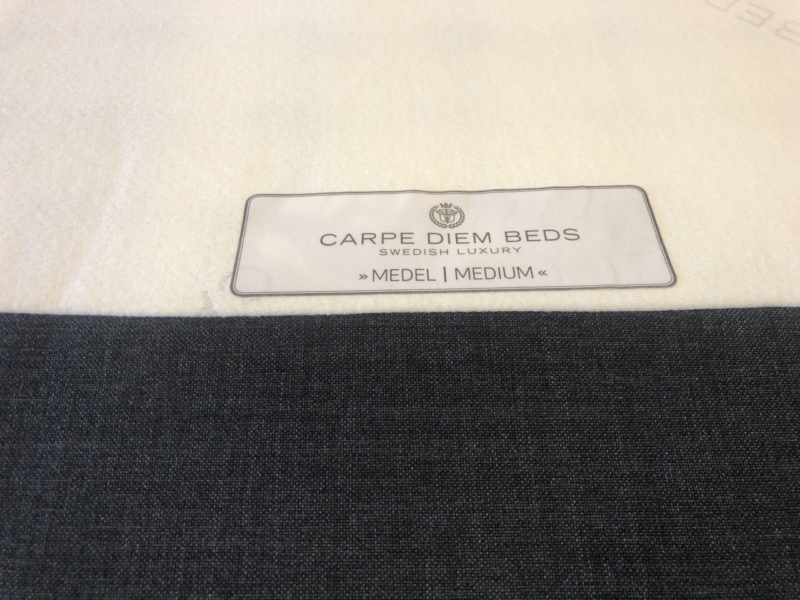 CARPE DIEM BEDS
SWEDISH LUXURY
» MEDEL | MEDIUM «